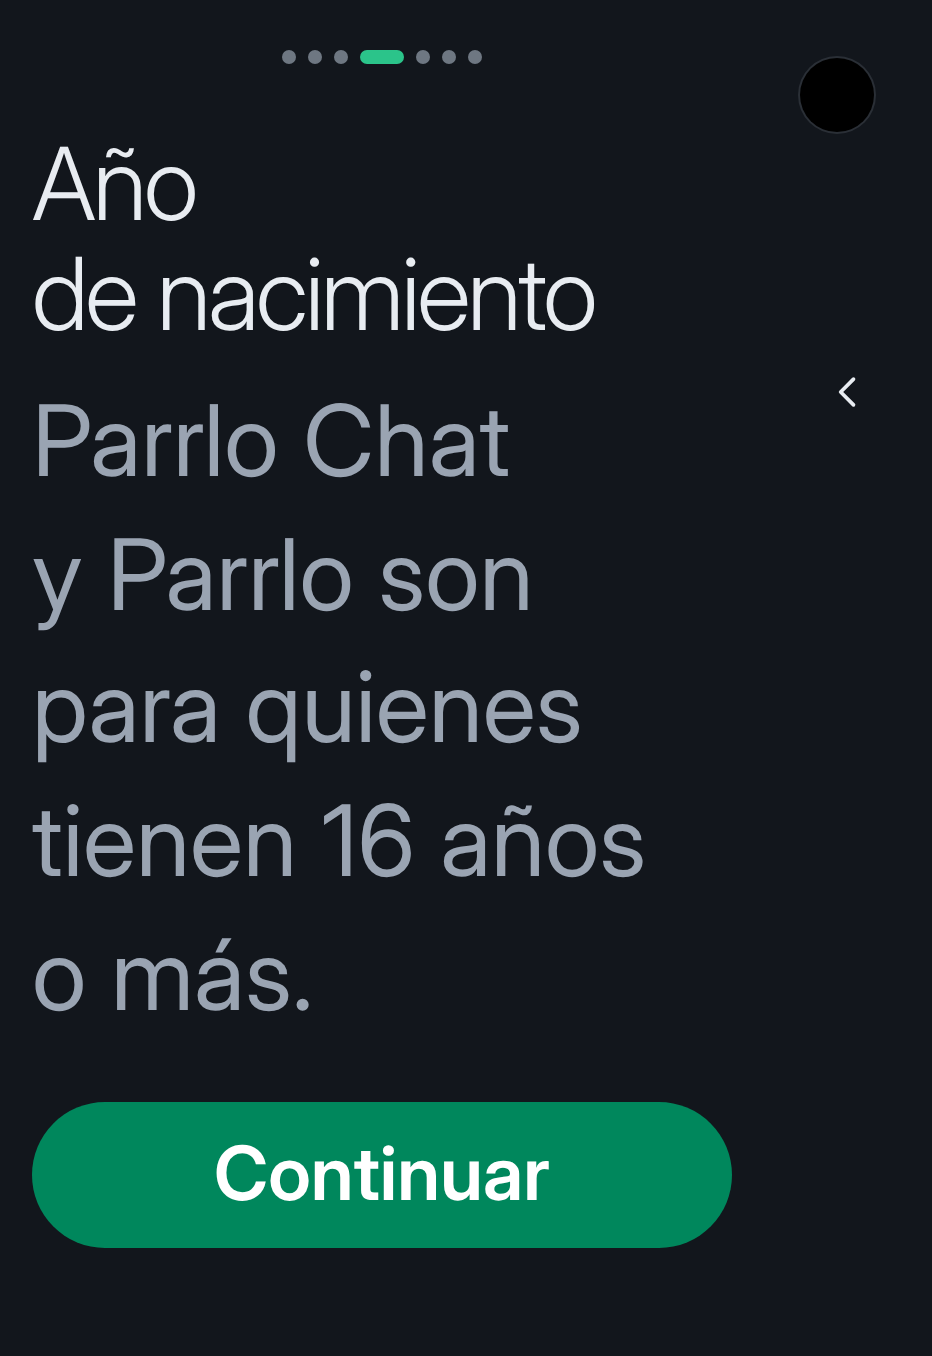 Año
de nacimiento
Parrlo Chat
y Parrlo son
para quienes
tienen 16 años
o más.
Continuar